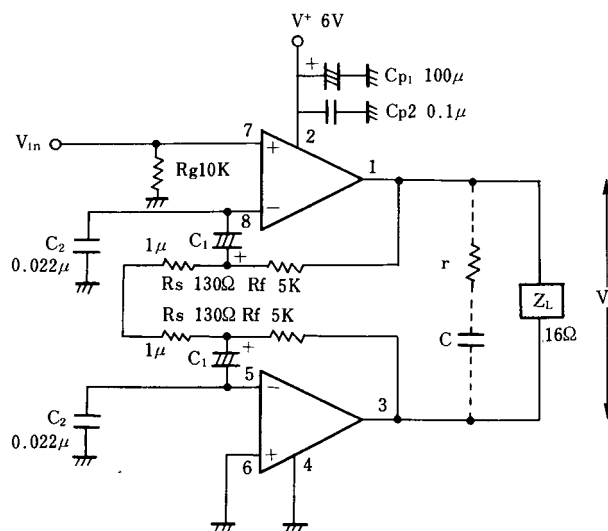 V⁺ 6V
+
Cp₁ 100μ
Cp2 0.1μ
2
Vin
7
+
1
Rg10K
−
8
C₂
0.022μ
C₁
+
1μ
r
Rs 130Ω Rf 5K
ZL
V
Rs 130Ω Rf 5K
C
16Ω
1μ
+
C₁
5
−
3
C₂
0.022μ
+
6
4